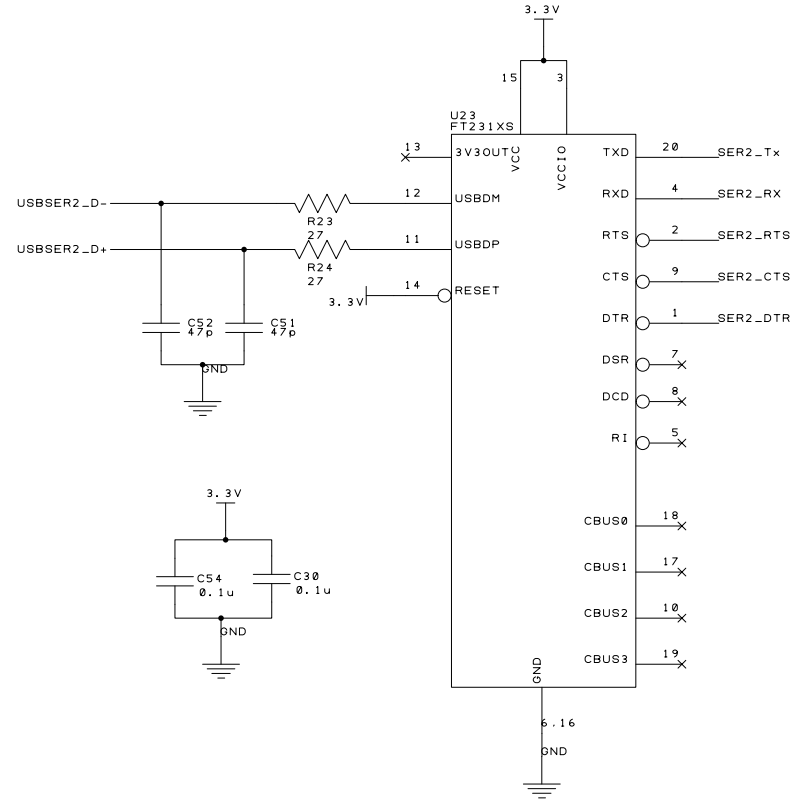 3.3V
15 3
U23
FT231XS
13 3V3OUT VCC VCCIO TXD 20 SER2_Tx
USBSER2_D- 12 USBDM RXD 4 SER2_RX
R23
27
RTS 2 SER2_RTS
USBSER2_D+ 11 USBDP
R24
27
CTS 9 SER2_CTS
3.3V 14 RESET
DTR 1 SER2_DTR
C52
47p
C51
47p
GND
DSR 7
DCD 8
RI 5
3.3V
CBUS0 18
C54
0.1u
C30
0.1u
CBUS1 17
CBUS2 10
GND
CBUS3 19
GND
6.16
GND